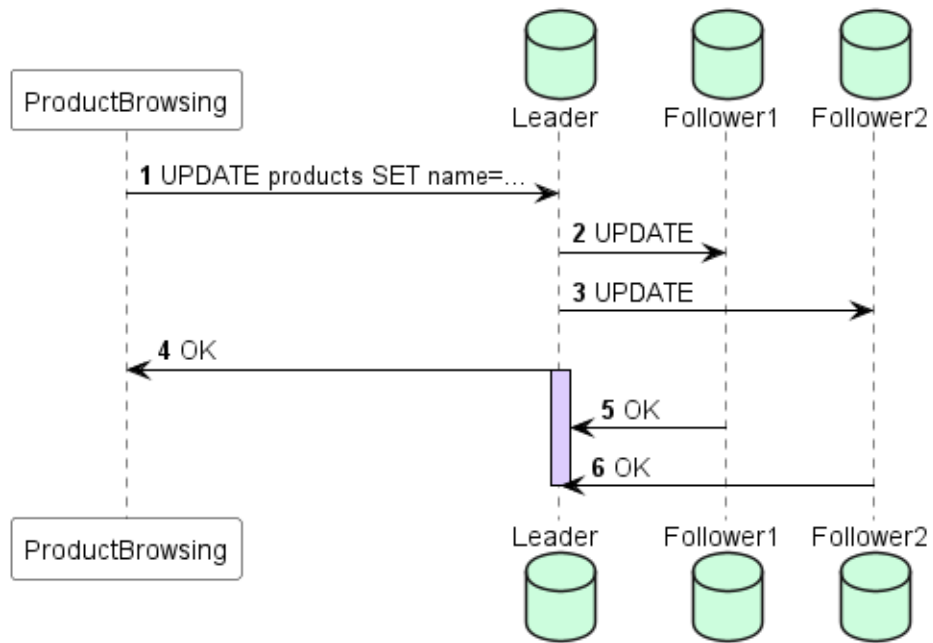 ProductBrowsing
Leader
Follower1
Follower2
1 UPDATE products SET name=...
2 UPDATE
3 UPDATE
4 OK
5 OK
6 OK
ProductBrowsing
Leader
Follower1
Follower2